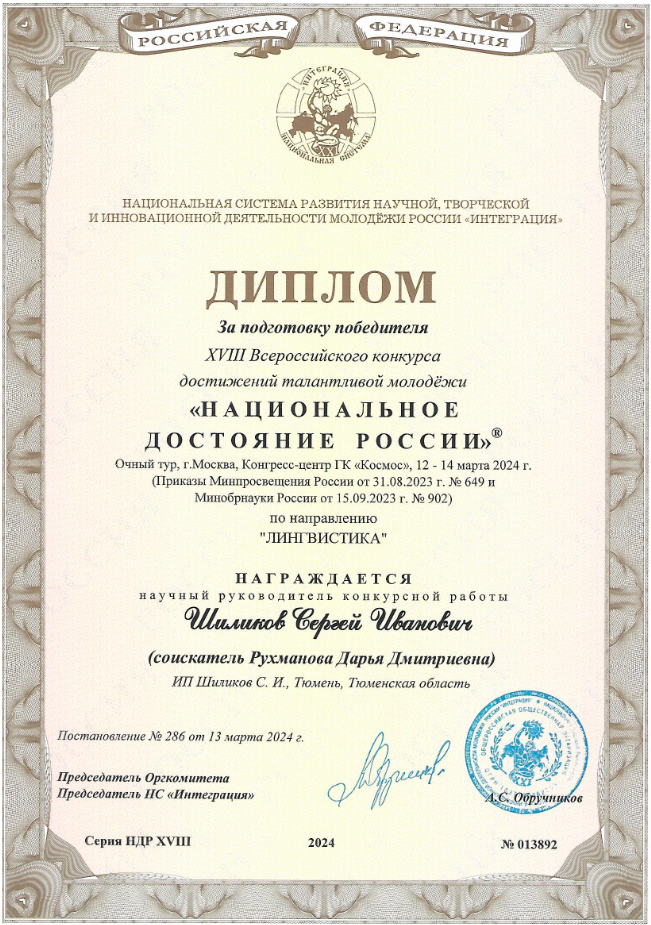 РОССИЙСКАЯ ФЕДЕРАЦИЯ
«ИНТЕГРАЦИЯ»
XXI
НАЦИОНАЛЬНАЯ СИСТЕМА
НАЦИОНАЛЬНАЯ СИСТЕМА РАЗВИТИЯ НАУЧНОЙ, ТВОРЧЕСКОЙ
И ИННОВАЦИОННОЙ ДЕЯТЕЛЬНОСТИ МОЛОДЁЖИ РОССИИ «ИНТЕГРАЦИЯ»
ДИПЛОМ
За подготовку победителя
XVIII Всероссийского конкурса
достижений талантливой молодёжи
«НАЦИОНАЛЬНОЕ
ДОСТОЯНИЕ РОССИИ»®
Очный тур, г.Москва, Конгресс-центр ГК «Космос», 12 - 14 марта 2024 г.
(Приказы Минпросвещения России от 31.08.2023 г. № 649 и
Минобрнауки России от 15.09.2023 г. № 902)
по направлению
"ЛИНГВИСТИКА"
НАГРАЖДАЕТСЯ
научный руководитель конкурсной работы
Шиликов Сергей Иванович
(соискатель Рухманова Дарья Дмитриевна)
ИП Шиликов С. И., Тюмень, Тюменская область
Постановление № 286 от 13 марта 2024 г.
Председатель Оргкомитета
Председатель НС «Интеграция»
А.С. Обручников
Серия НДР XVIII 2024 № 013892